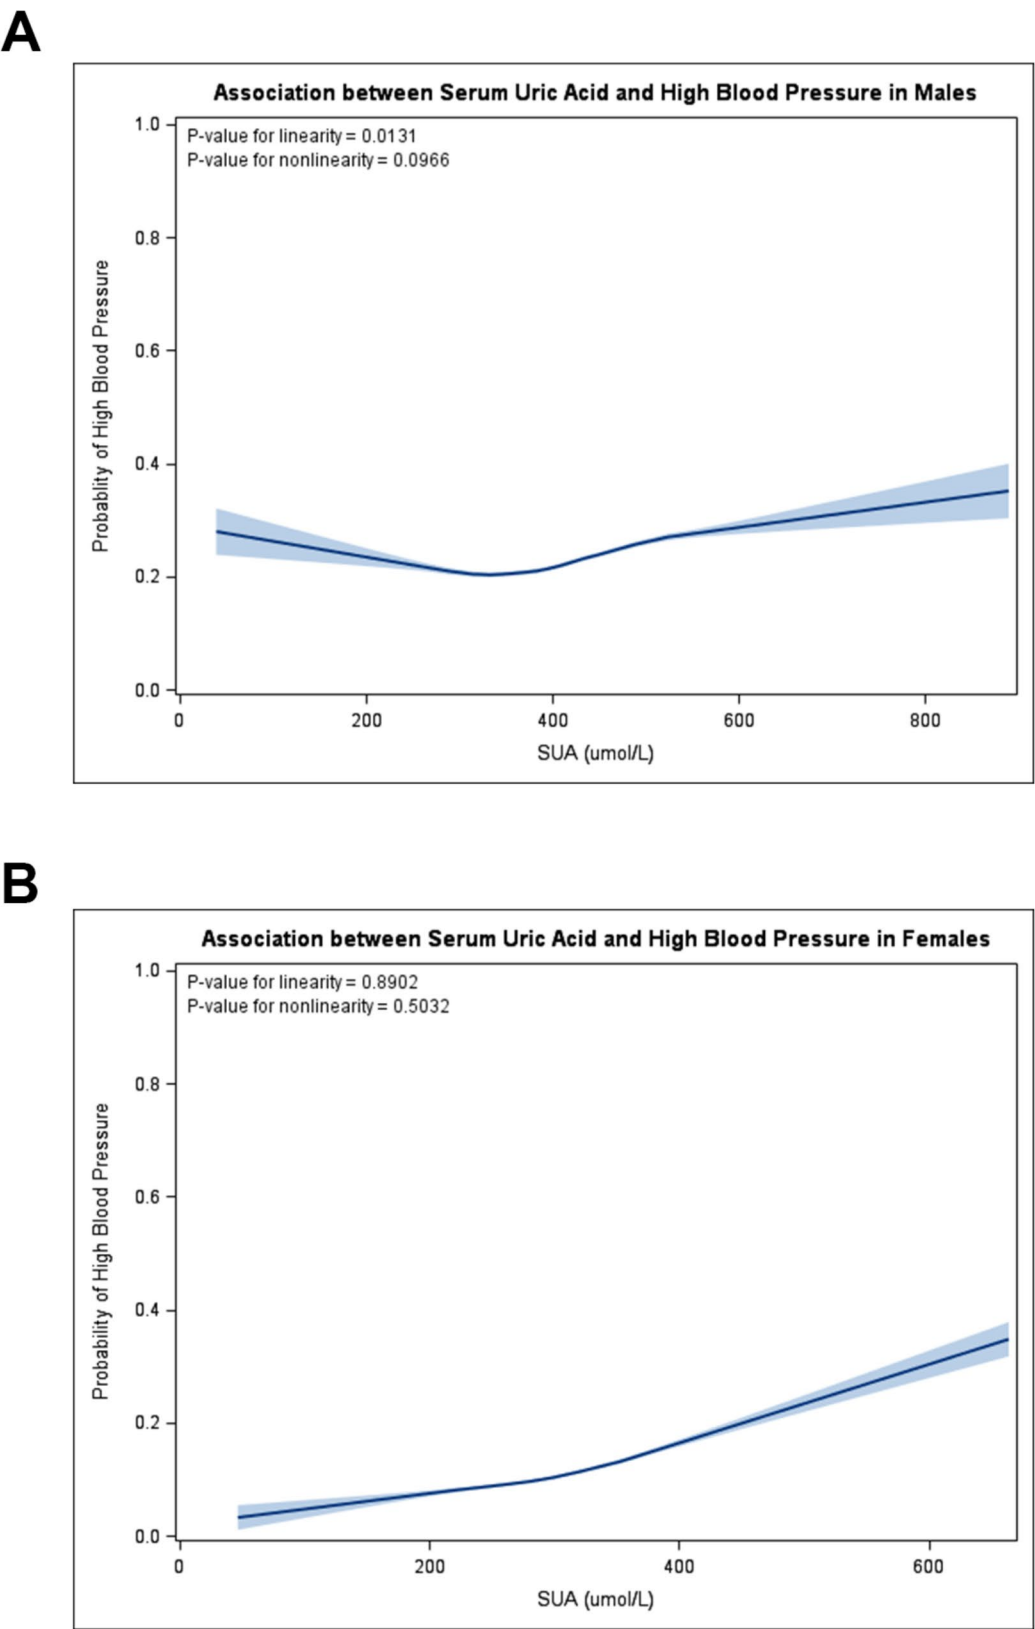 A
Association between Serum Uric Acid and High Blood Pressure in Males
P-value for linearity = 0.0131
P-value for nonlinearity = 0.0966
1.0
0.8
0.6
0.4
0.2
0.0
Probablity of High Blood Pressure
0 200 400 600 800
SUA (umol/L)
B
Association between Serum Uric Acid and High Blood Pressure in Females
P-value for linearity = 0.8902
P-value for nonlinearity = 0.5032
1.0
0.8
0.6
0.4
0.2
0.0
Probability of High Blood Pressure
0 200 400 600
SUA (umol/L)